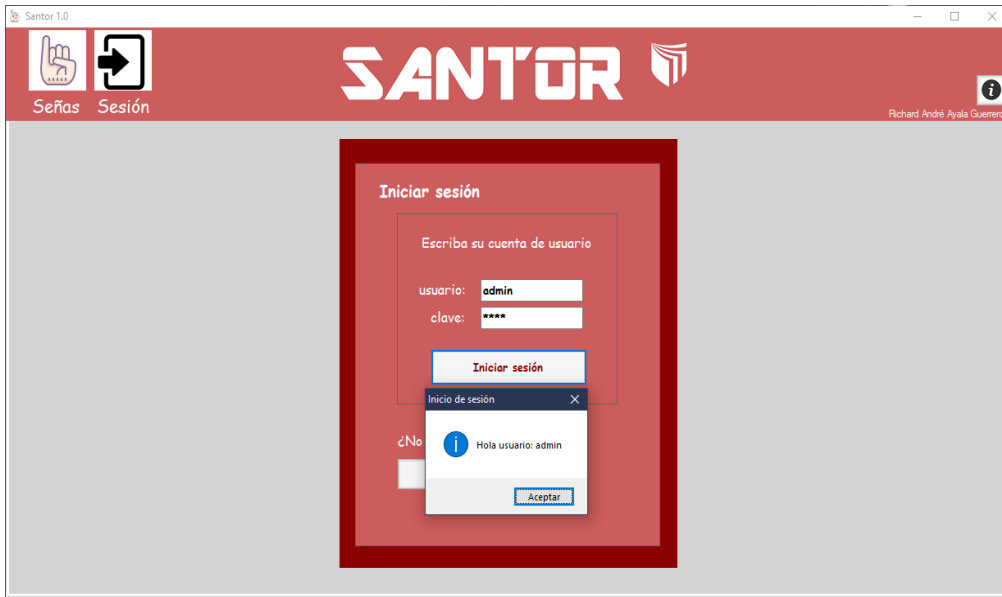 Santor 1.0
SANTOR
Señas Sesión
Richard André Ayala Guerrero
Iniciar sesión
Escriba su cuenta de usuario
usuario: admin
clave: ****
Iniciar sesión
Inicio de sesión
¿No
Hola usuario: admin
Aceptar